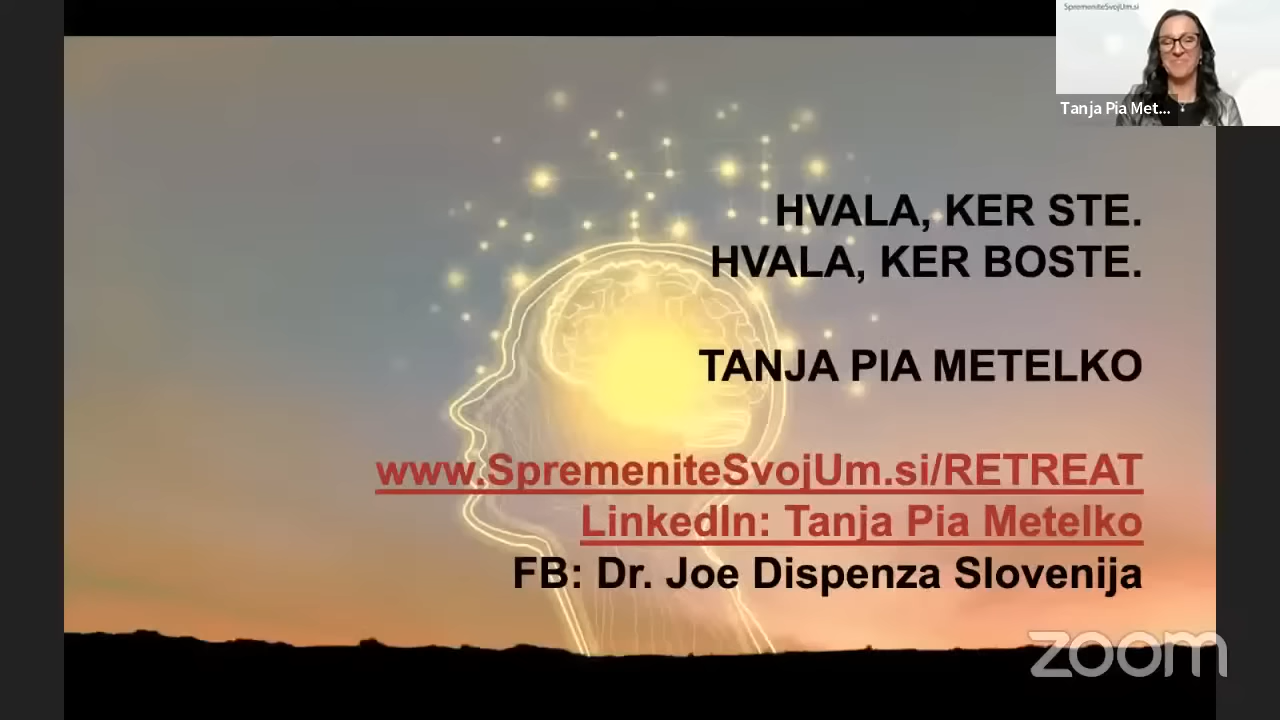 SpremeniteSvojUm.si
Tanja Pia Met...
HVALA, KER STE.
HVALA, KER BOSTE.
TANJA PIA METELKO
www.SpremeniteSvojUm.si/RETREAT
LinkedIn: Tanja Pia Metelko
FB: Dr. Joe Dispenza Slovenija
zoom